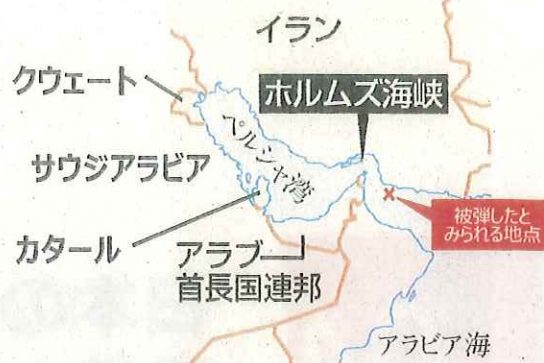 イラン
クウェート
ホルムズ海峡
ペルシャ湾
サウジアラビア
被弾したと
みられる地点
カタール
アラブ
首長国連邦
アラビア海